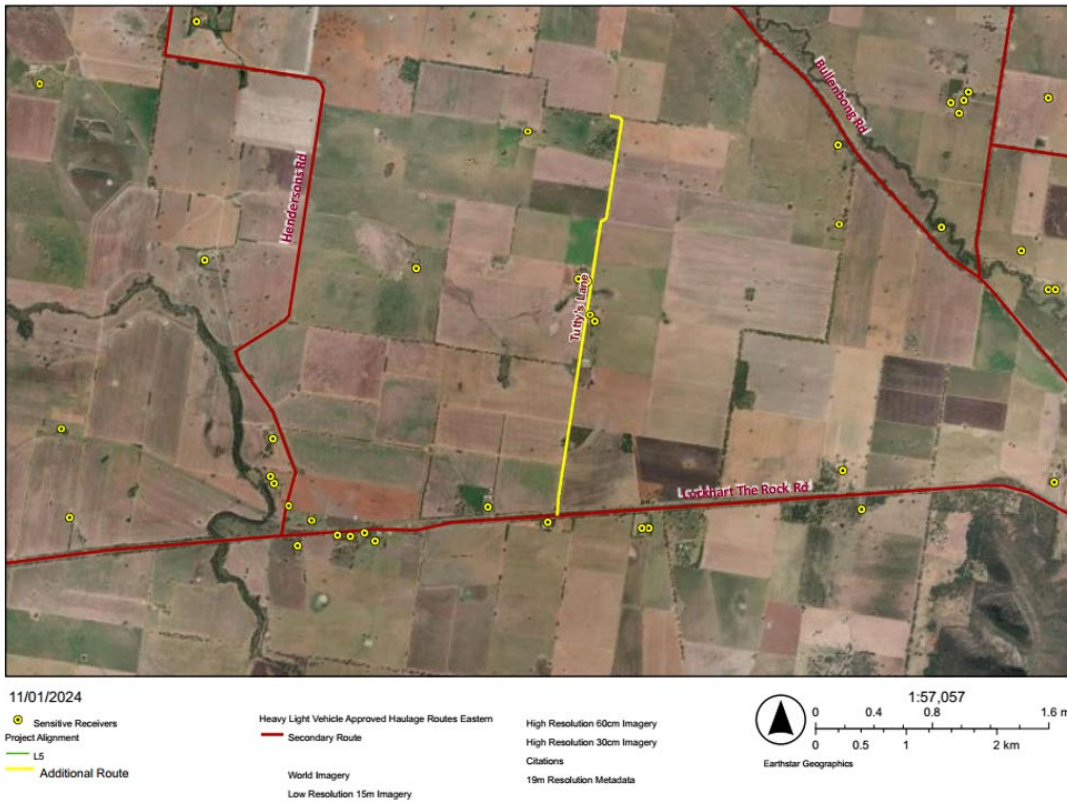 Bullenbong Rd
Hendersons Rd
Tutty's Lane
Lockhart The Rock Rd
11/01/2024
Sensitive Receivers
Project Alignment
L5
Additional Route
Heavy Light Vehicle Approved Haulage Routes Eastern
Secondary Route
World Imagery
Low Resolution 15m Imagery
High Resolution 60cm Imagery
High Resolution 30cm Imagery
Citations
19m Resolution Metadata
1:57,057
0 0.4 0.8 1.6 m
0 0.5 1 2 km
Earthstar Geographics